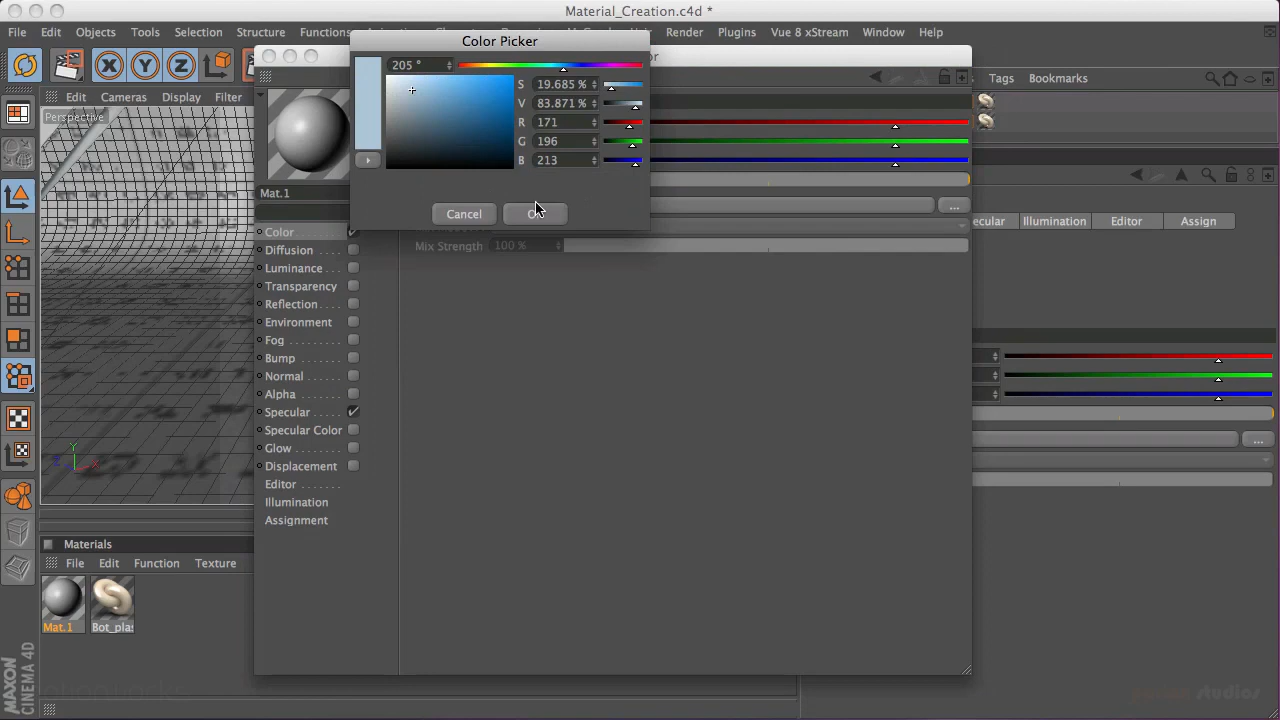 Material_Creation.c4d *
File Edit Objects Tools Selection Structure Functions Render Plugins Vue 8 xStream Window Help
Color Picker
205 °
S 19.685 %
V 83.871 %
R 171
G 196
B 213
Cancel
Edit Cameras Display Filter
Perspective
Tags Bookmarks
Mat.1
...
Color
Diffusion
Luminance . . .
Transparency
Reflection . . . .
Environment
Fog
Bump
Normal
Alpha
Specular
Specular Color
Glow
Displacement
Editor
Illumination
Assignment
Mix Strength 100 %
Illumination Editor Assign
...
Y
Z X
Materials
File Edit Function Texture
Mat.1 Bot_plas
MAXON
CINEMA 4D
studios